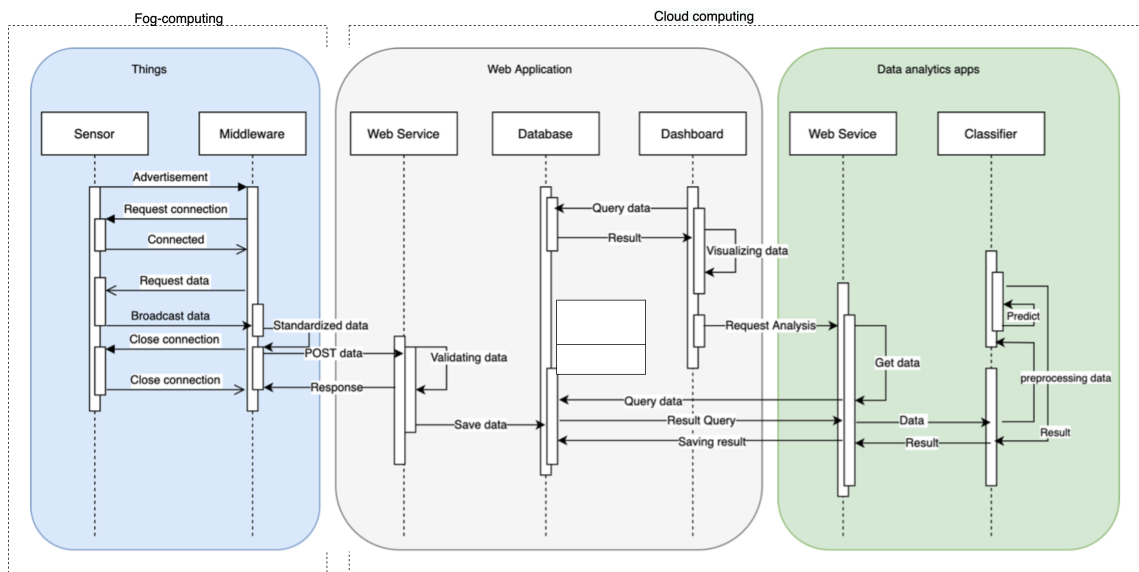 Fog-computing
Cloud computing
Things
Web Application
Data analytics apps
Sensor
Middleware
Web Service
Database
Dashboard
Web Sevice
Classifier
Advertisement
Request connection
Query data
Connected
Result
Visualizing data
Request data
Broadcast data
Standardized data
Request Analysis
Predict
Close connection
POST data
Validating data
Get data
Close connection
Response
preprocessing data
Query data
Save data
Result Query
Data
Result
Saving result
Result